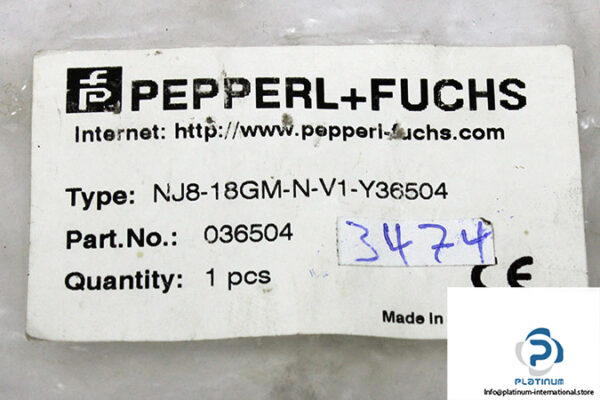 PEPPERL+FUCHS
Internet: http://www.pepperl-fuchs.com
Type: NJ8-18GM-N-V1-Y36504
Part.No.: 036504
3474
Quantity: 1 pcs
CE
Made in
PLATINUM
Info@platinum-international.store